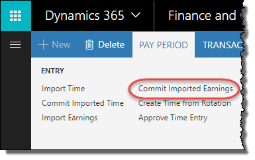 Dynamics 365 Finance and
+ New Delete PAY PERIOD TRANSAC
ENTRY
Import Time Commit Imported Earnings
Commit Imported Time Create Time from Rotation
Import Earnings Approve Time Entry